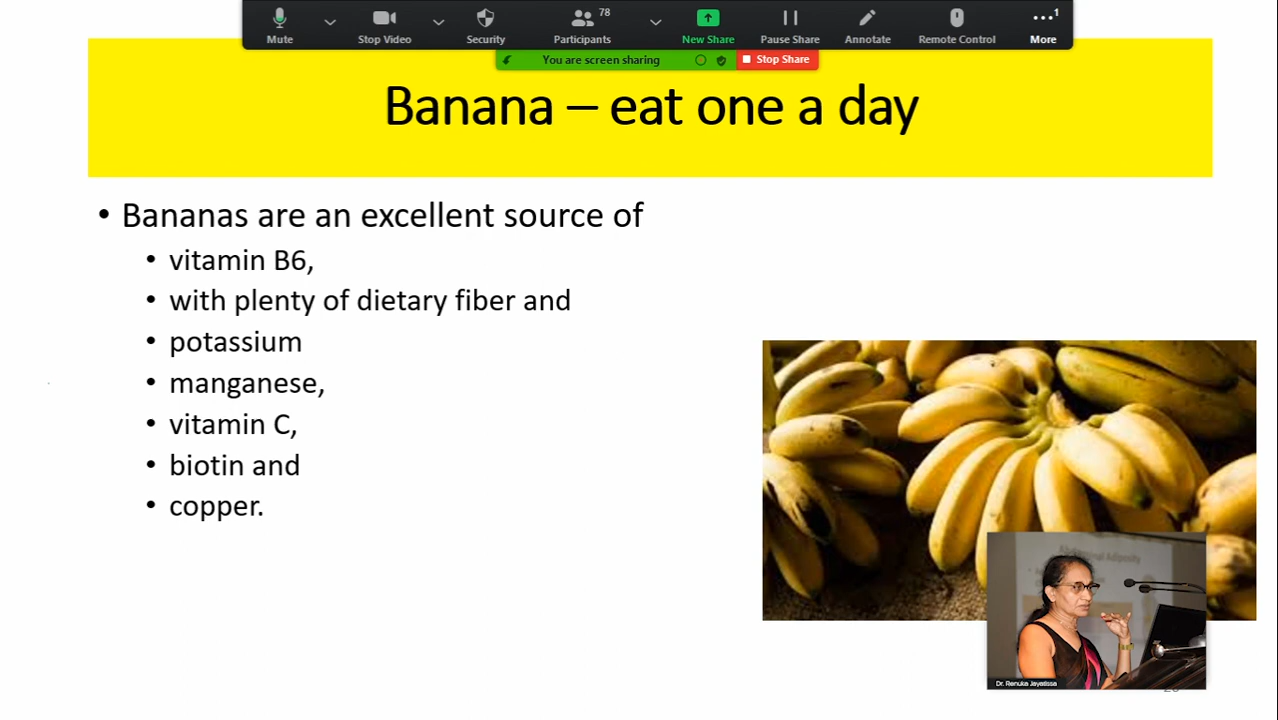 78
1
Mute
Stop Video
Security
Participants
New Share
Pause Share
Annotate
Remote Control
More
You are screen sharing
Stop Share
Banana – eat one a day
• Bananas are an excellent source of
• vitamin B6,
• with plenty of dietary fiber and
• potassium
• manganese,
• vitamin C,
• biotin and
• copper.
Adiposity
Dr. Renuka Jayatissa